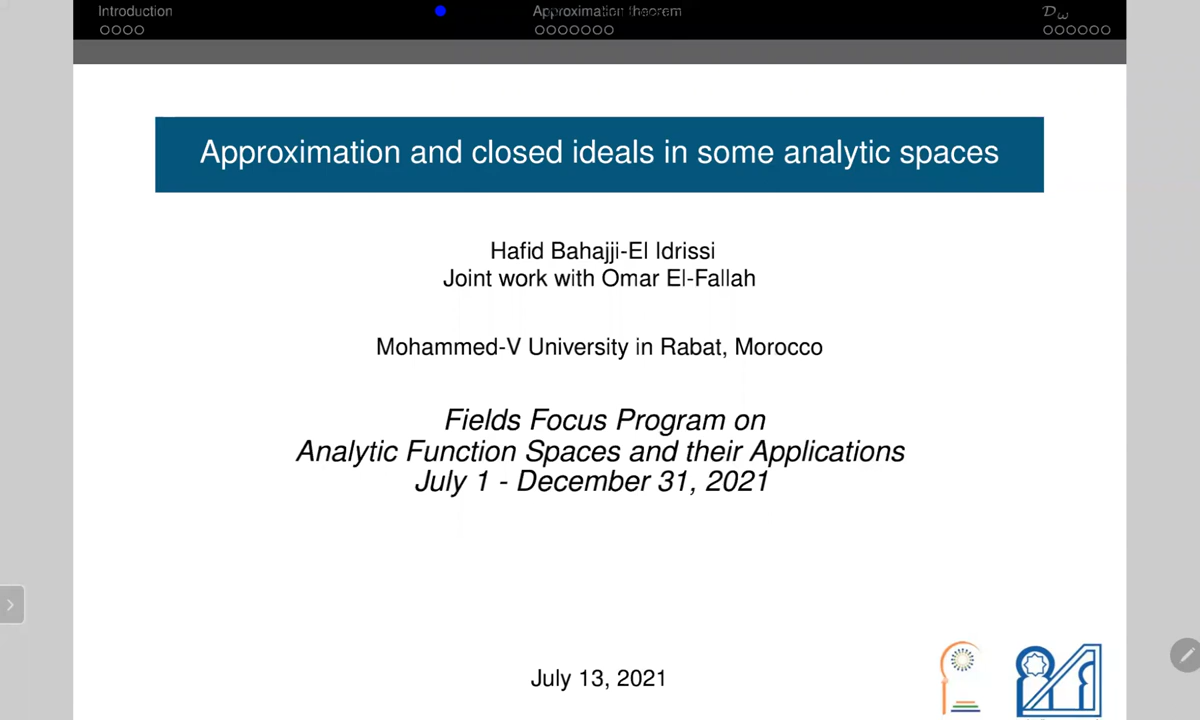 Introduction
Approximation theorem
𝒟ω
Approximation and closed ideals in some analytic spaces
Hafid Bahajji-El Idrissi
Joint work with Omar El-Fallah
Mohammed-V University in Rabat, Morocco
Fields Focus Program on
Analytic Function Spaces and their Applications
July 1 - December 31, 2021
July 13, 2021